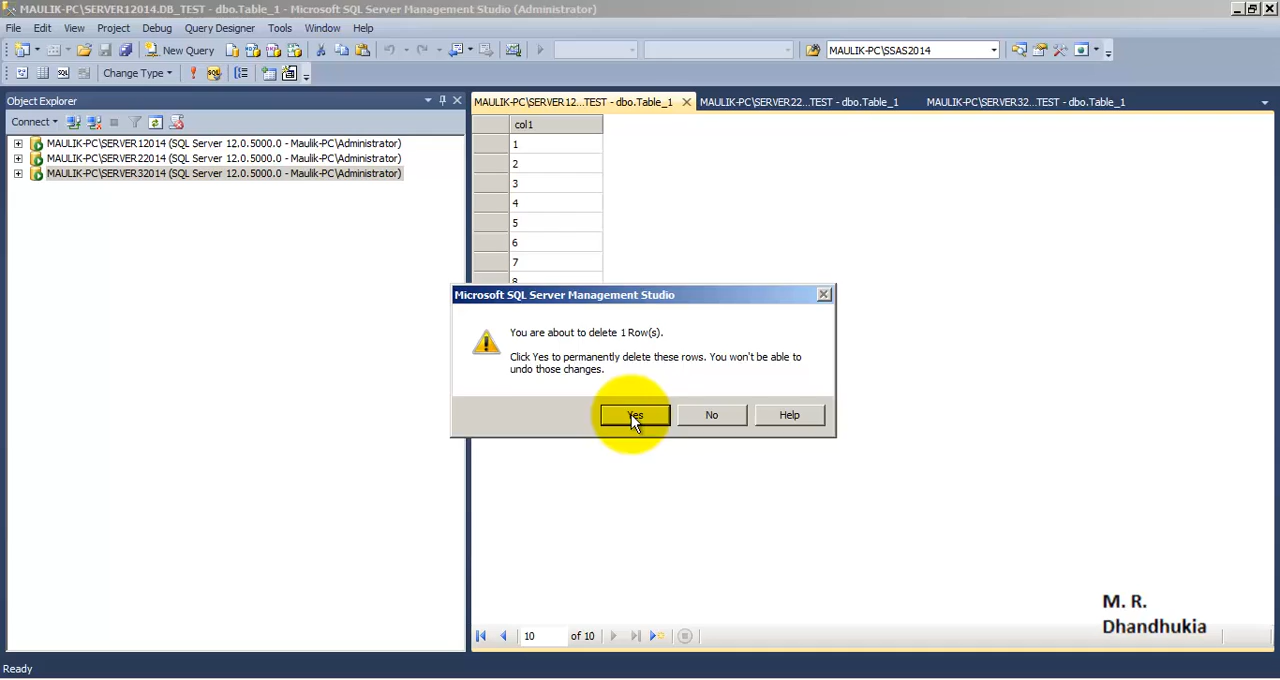 MAULIK-PC\SERVER12014.DB_TEST - dbo.Table_1 - Microsoft SQL Server Management Studio (Administrator)
File Edit View Project Debug Query Designer Tools Window Help
New Query MAULIK-PC\SSAS2014
Change Type
Object Explorer
Connect
MAULIK-PC\SERVER12014 (SQL Server 12.0.5000.0 - Maulik-PC\Administrator)
MAULIK-PC\SERVER22014 (SQL Server 12.0.5000.0 - Maulik-PC\Administrator)
MAULIK-PC\SERVER32014 (SQL Server 12.0.5000.0 - Maulik-PC\Administrator)
MAULIK-PC\SERVER12...TEST - dbo.Table_1 MAULIK-PC\SERVER22...TEST - dbo.Table_1 MAULIK-PC\SERVER32...TEST - dbo.Table_1
col1
1
2
3
4
5
6
7
8
Microsoft SQL Server Management Studio
You are about to delete 1 Row(s).
Click Yes to permanently delete these rows. You won't be able to
undo those changes.
Yes No Help
M. R.
Dhandhukia
10 of 10
Ready